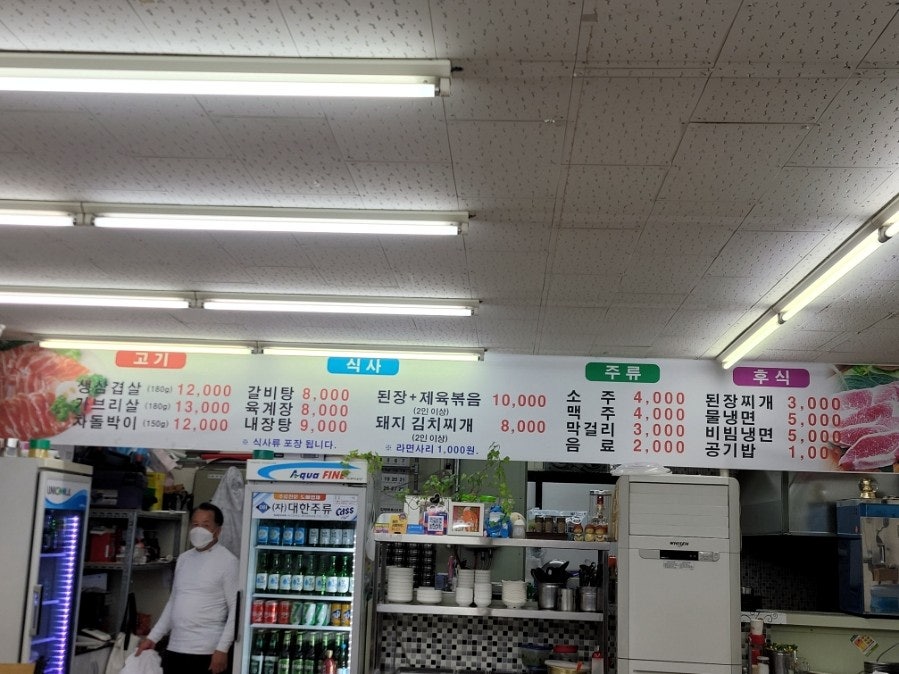 고기
생삼겹살 (180g) 12,000
가브리살 (180g) 13,000
차돌박이 (150g) 12,000
식사
갈비탕 8,000
육계장 8,000
내장탕 9,000
※ 식사류 포장 됩니다.
된장+제육볶음 10,000
(2인 이상)
돼지 김치찌개 8,000
(2인 이상)
※ 라면사리 1,000원.
주류
소 주 4,000
맥 주 4,000
막걸리 3,000
음 료 2,000
후식
된장찌개 3,000
물냉면 5,000
비빔냉면 5,000
공기밥 1,000
UNIQMILE
Aqua FINE
(자)대한주류 Cass